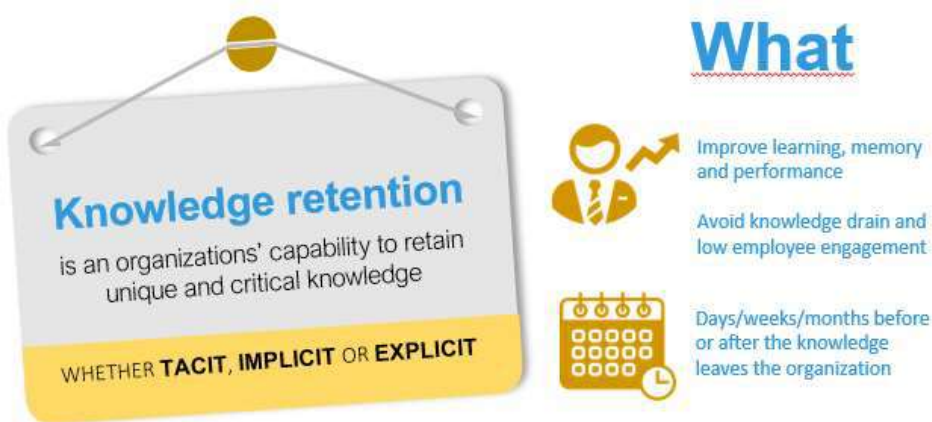 Knowledge retention
is an organizations' capability to retain
unique and critical knowledge
WHETHER TACIT, IMPLICIT OR EXPLICIT
What
Improve learning, memory
and performance
Avoid knowledge drain and
low employee engagement
Days/weeks/months before
or after the knowledge
leaves the organization